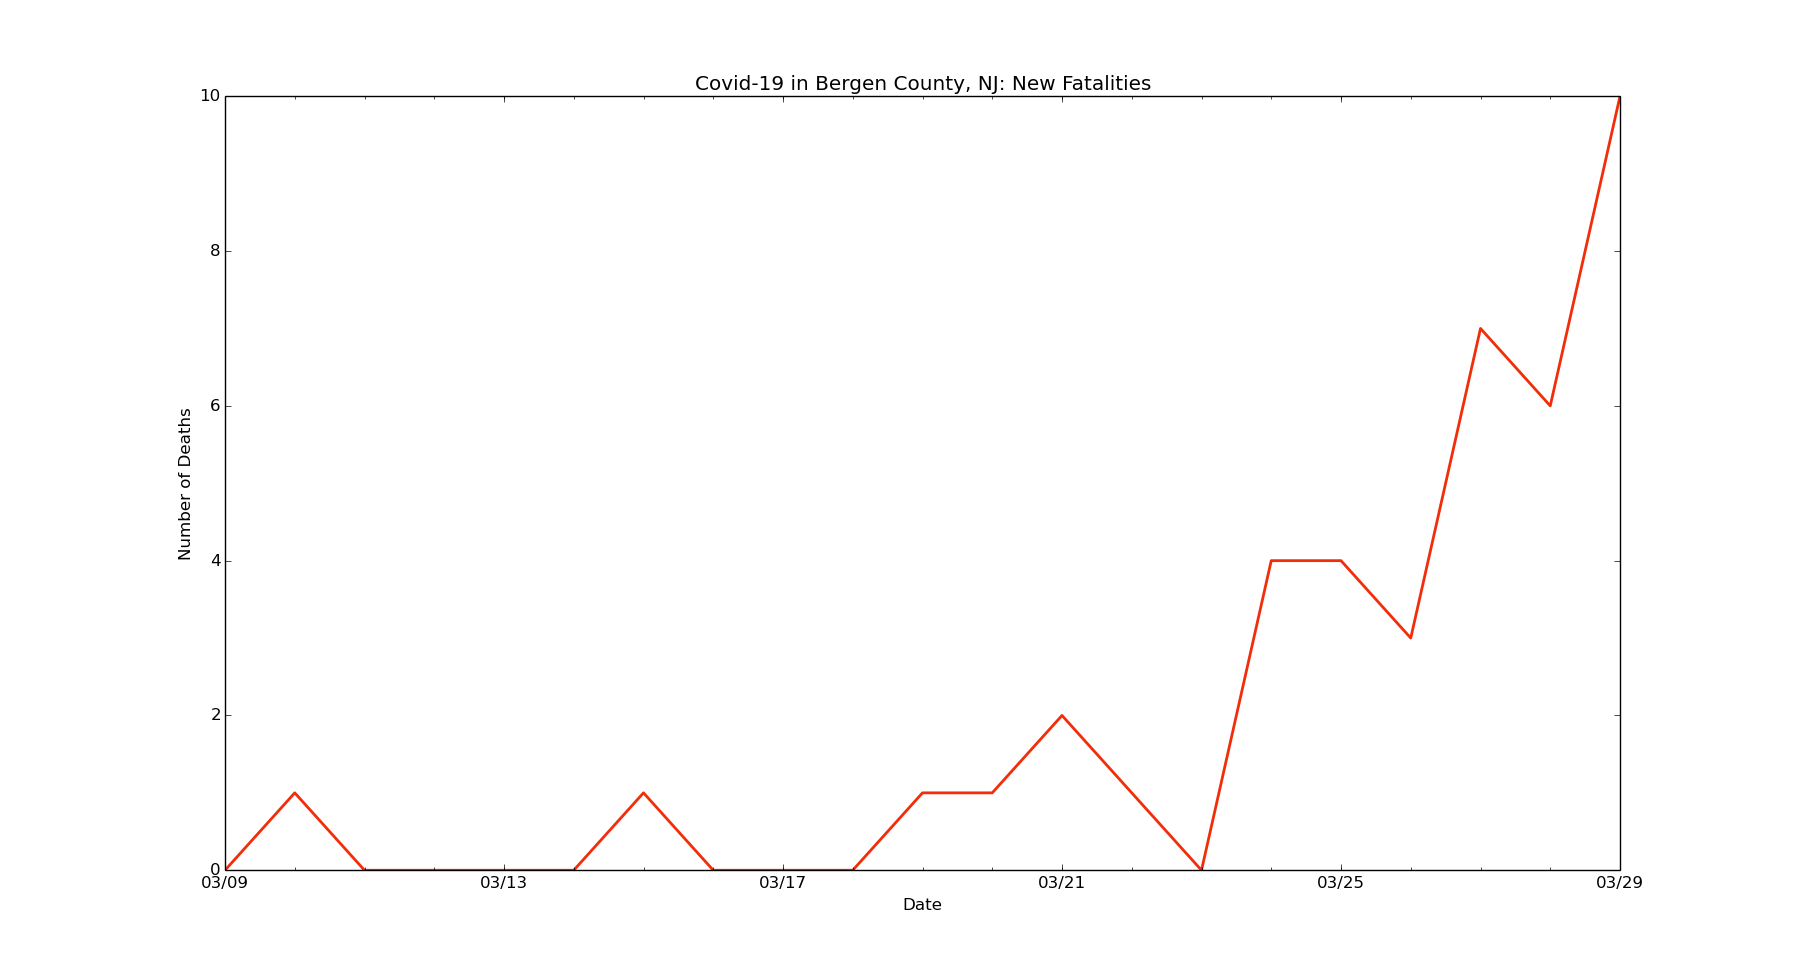 Covid-19 in Bergen County, NJ: New Fatalities
10
8
6
4
2
0
Number of Deaths
03/09 03/13 03/17 03/21 03/25 03/29
Date